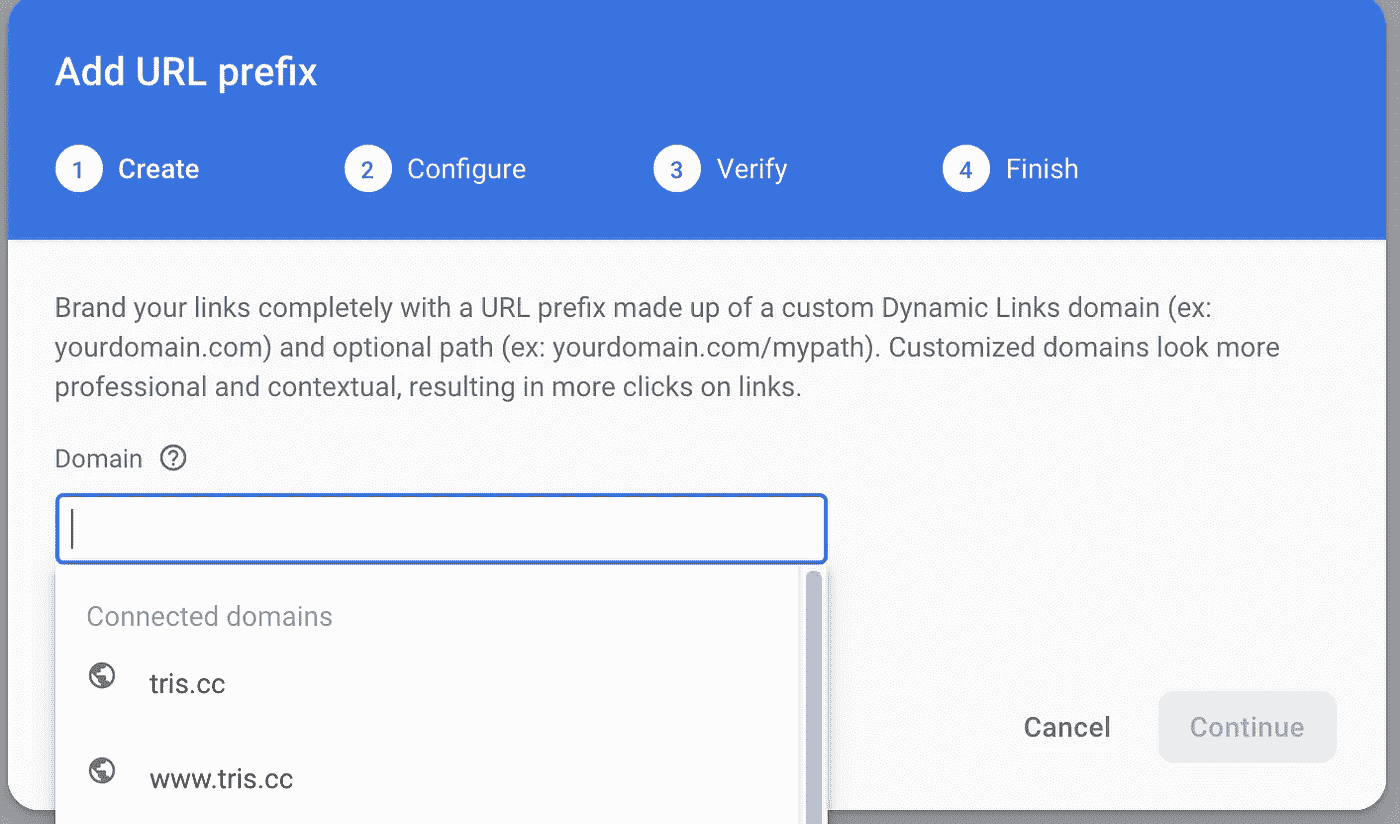 Add URL prefix
1 Create 2 Configure 3 Verify 4 Finish
Brand your links completely with a URL prefix made up of a custom Dynamic Links domain (ex:
yourdomain.com) and optional path (ex: yourdomain.com/mypath). Customized domains look more
professional and contextual, resulting in more clicks on links.
Domain ?
Connected domains
tris.cc
www.tris.cc
Cancel Continue